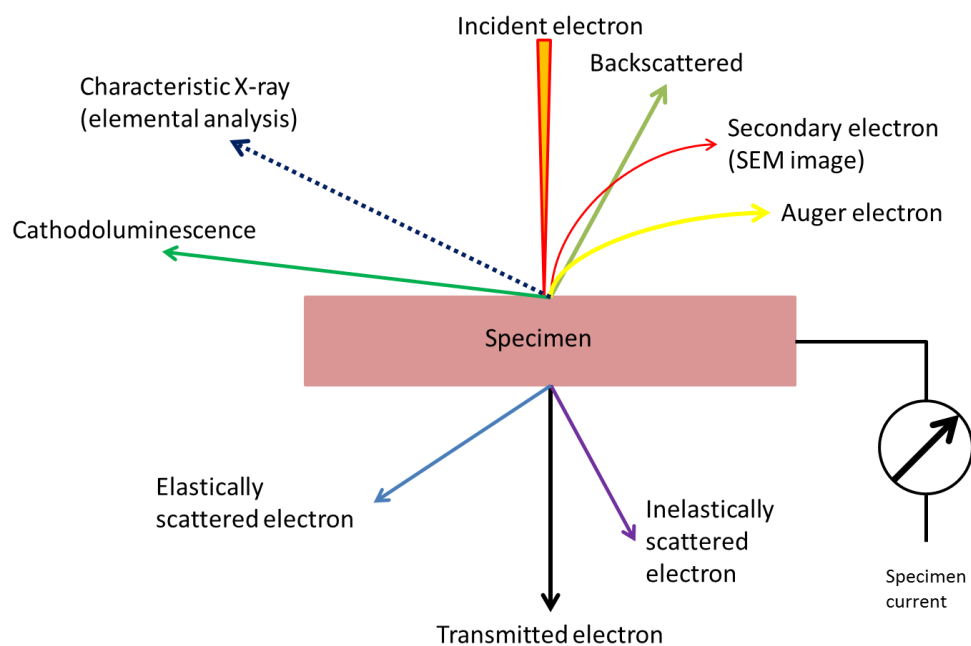 Incident electron
Backscattered
Characteristic X-ray
(elemental analysis)
Secondary electron
(SEM image)
Auger electron
Cathodoluminescence
Specimen
Elastically
scattered electron
Inelastically
scattered
electron
Specimen
current
Transmitted electron